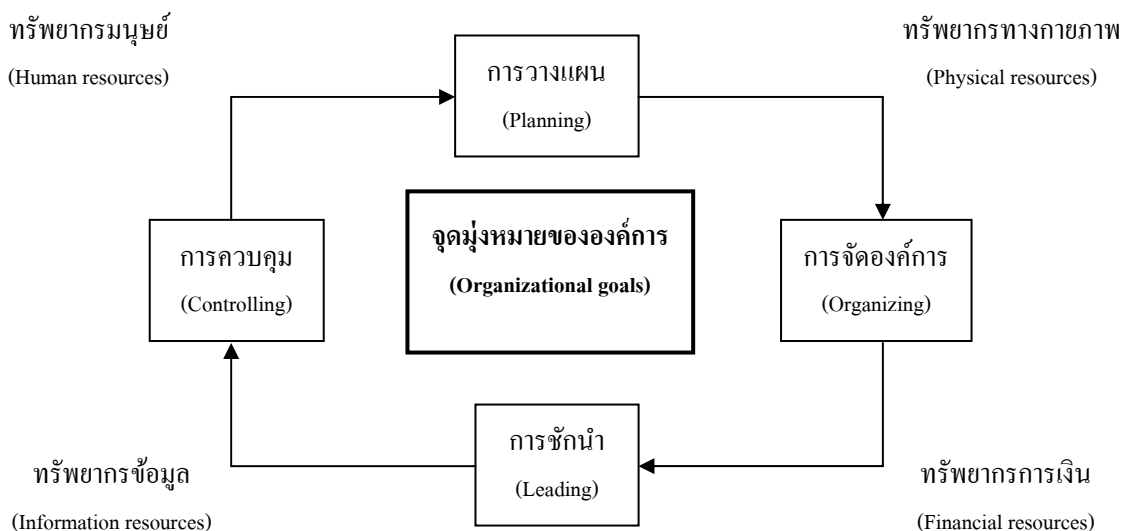 ทรัพยากรมนุษย์
(Human resources)
ทรัพยากรทางกายภาพ
(Physical resources)
การวางแผน
(Planning)
จุดมุ่งหมายขององค์การ
(Organizational goals)
การควบคุม
(Controlling)
การจัดองค์การ
(Organizing)
การชักนำ
(Leading)
ทรัพยากรข้อมูล
(Information resources)
ทรัพยากรการเงิน
(Financial resources)